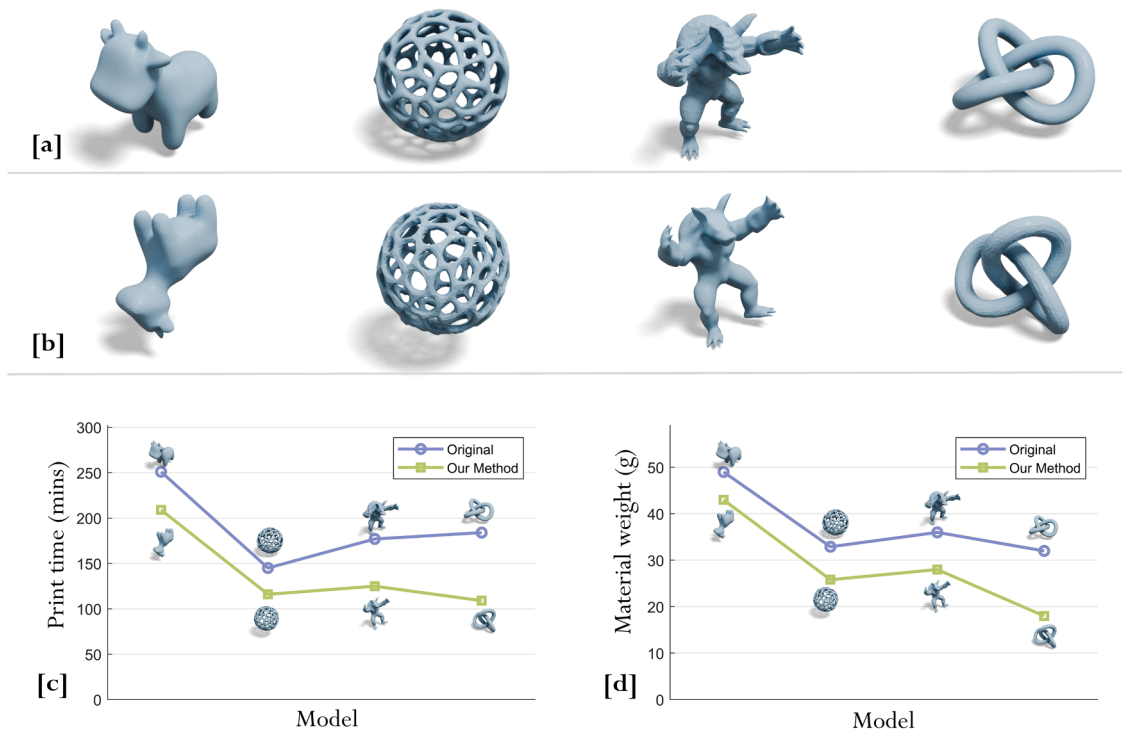 [a]
[b]
300
250
200
150
100
50
0
Print time (mins)
Original
Our Method
[c]
Model
50
40
30
20
10
0
Material weight (g)
Original
Our Method
[d]
Model